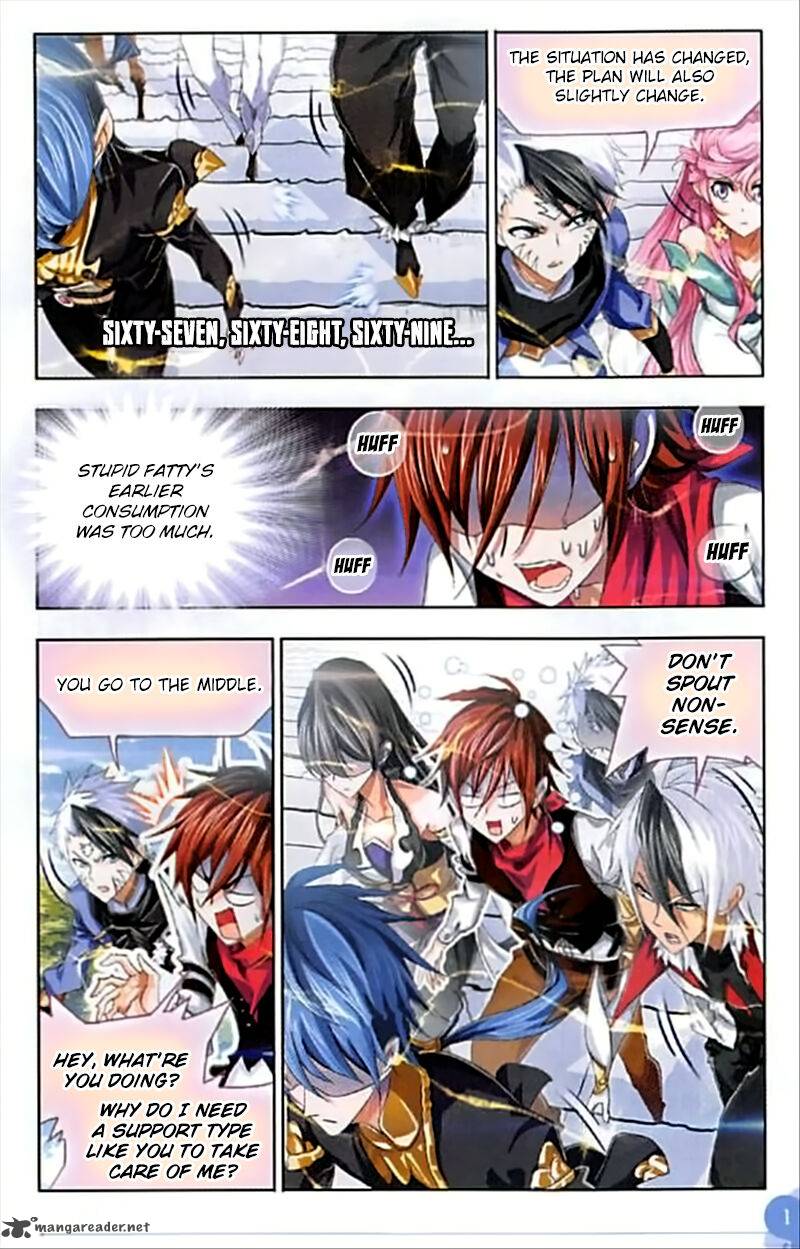 SIXTY-SEVEN, SIXTY-EIGHT, SIXTY-NINE...
THE SITUATION HAS CHANGED,
THE PLAN WILL ALSO
SLIGHTLY CHANGE.
STUPID FATTY'S
EARLIER
CONSUMPTION
WAS TOO MUCH.
HUFF
HUFF
HUFF
HUFF
YOU GO TO THE MIDDLE.
HEY, WHAT'RE
YOU DOING?
WHY DO I NEED
A SUPPORT TYPE
LIKE YOU TO TAKE
CARE OF ME?
DON'T
SPOUT
NON-
SENSE.
mangareader.net
1